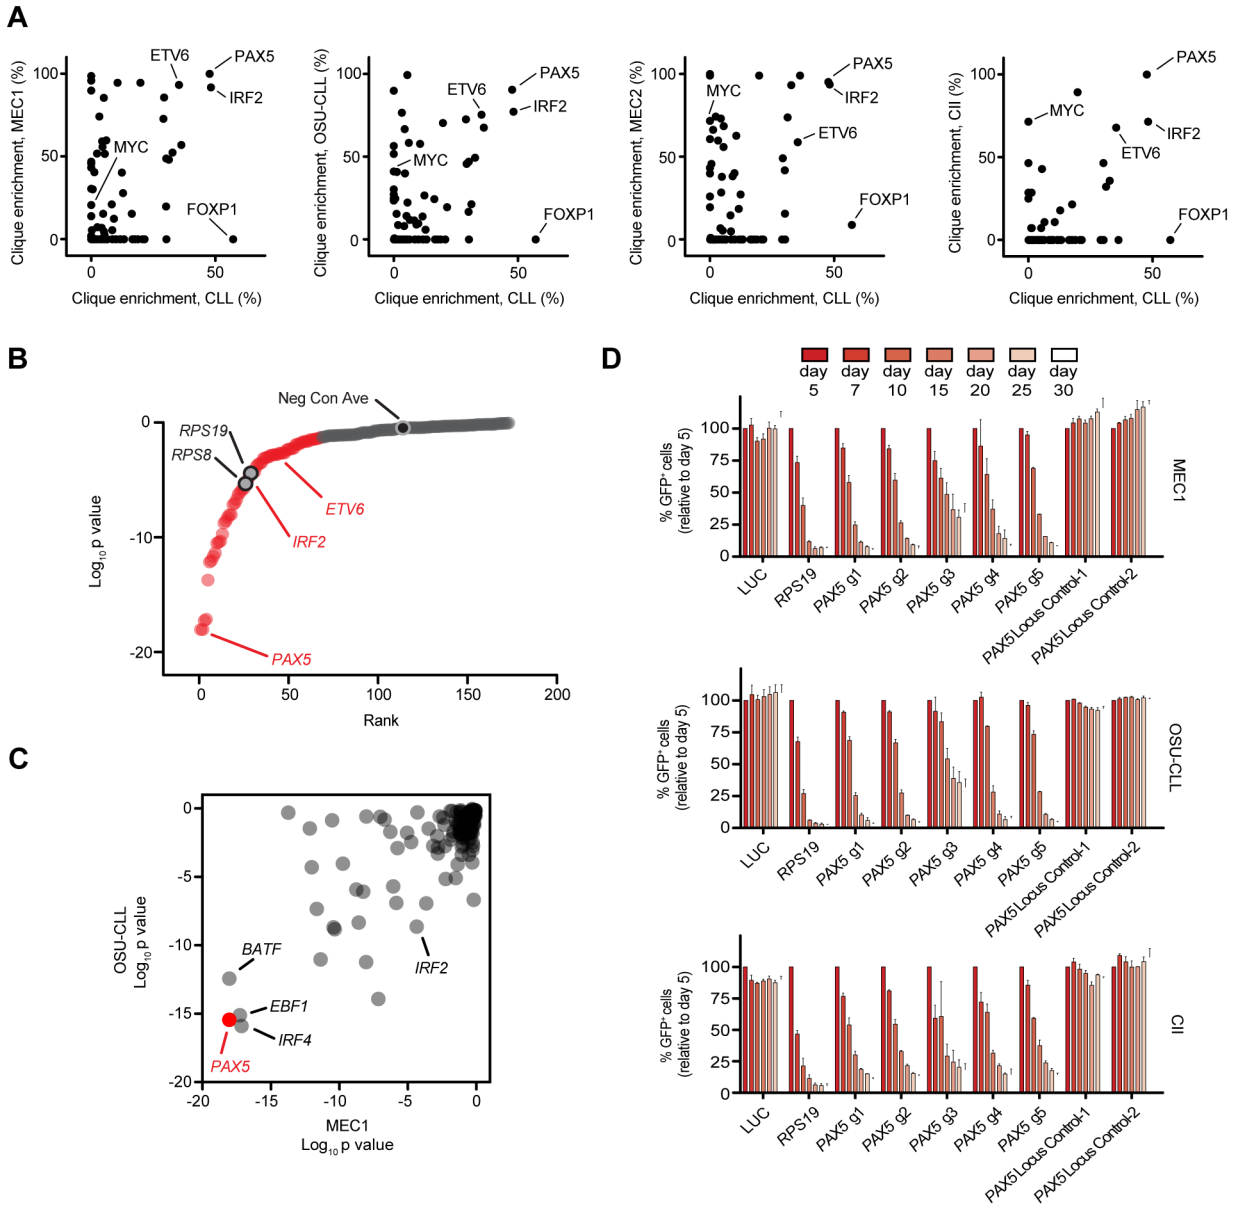 A
Clique enrichment, MEC1 (%)
100
50
0
0
50
Clique enrichment, CLL (%)
ETV6
PAX5
IRF2
MYC
FOXP1
Clique enrichment, OSU-CLL (%)
100
50
0
0
50
Clique enrichment, CLL (%)
ETV6
PAX5
IRF2
MYC
FOXP1
Clique enrichment, MEC2 (%)
100
50
0
0
50
Clique enrichment, CLL (%)
MYC
PAX5
IRF2
ETV6
FOXP1
Clique enrichment, CII (%)
100
50
0
0
50
Clique enrichment, CLL (%)
PAX5
MYC
IRF2
ETV6
FOXP1
B
Log10 p value
0
-10
-20
0
50
100
150
200
Rank
Neg Con Ave
RPS19
RPS8
ETV6
IRF2
PAX5
C
OSU-CLL
Log10 p value
0
-5
-10
-15
-20
-20
-15
-10
-5
0
MEC1
Log10 p value
IRF2
BATF
EBF1
IRF4
PAX5
D
day
5
day
7
day
10
day
15
day
20
day
25
day
30
% GFP+ cells
(relative to day 5)
100
75
50
25
0
MEC1
LUC
RPS19
PAX5 g1
PAX5 g2
PAX5 g3
PAX5 g4
PAX5 g5
PAX5 Locus Control-1
PAX5 Locus Control-2
% GFP+ cells
(relative to day 5)
100
75
50
25
0
OSU-CLL
LUC
RPS19
PAX5 g1
PAX5 g2
PAX5 g3
PAX5 g4
PAX5 g5
PAX5 Locus Control-1
PAX5 Locus Control-2
% GFP+ cells
(relative to day 5)
100
75
50
25
0
CII
LUC
RPS19
PAX5 g1
PAX5 g2
PAX5 g3
PAX5 g4
PAX5 g5
PAX5 Locus Control-1
PAX5 Locus Control-2